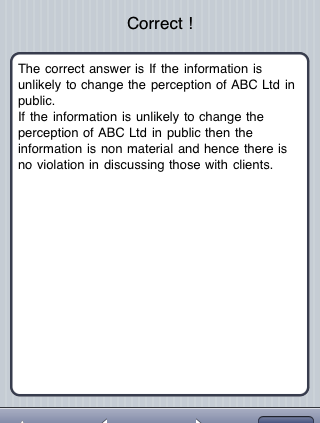 Correct !
The correct answer is If the information is
unlikely to change the perception of ABC Ltd in
public.
If the information is unlikely to change the
perception of ABC Ltd in public then the
information is non material and hence there is
no violation in discussing those with clients.